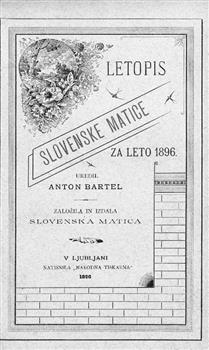 LETOPIS
SLOVENSKE MATICE
ZA LETO 1896.
UREDIL
ANTON BARTEL
ZALOŽILA IN IZDALA
SLOVENSKA MATICA
V LJUBLJANI
NATISNILA „NARODNA TISKARNA“
1896